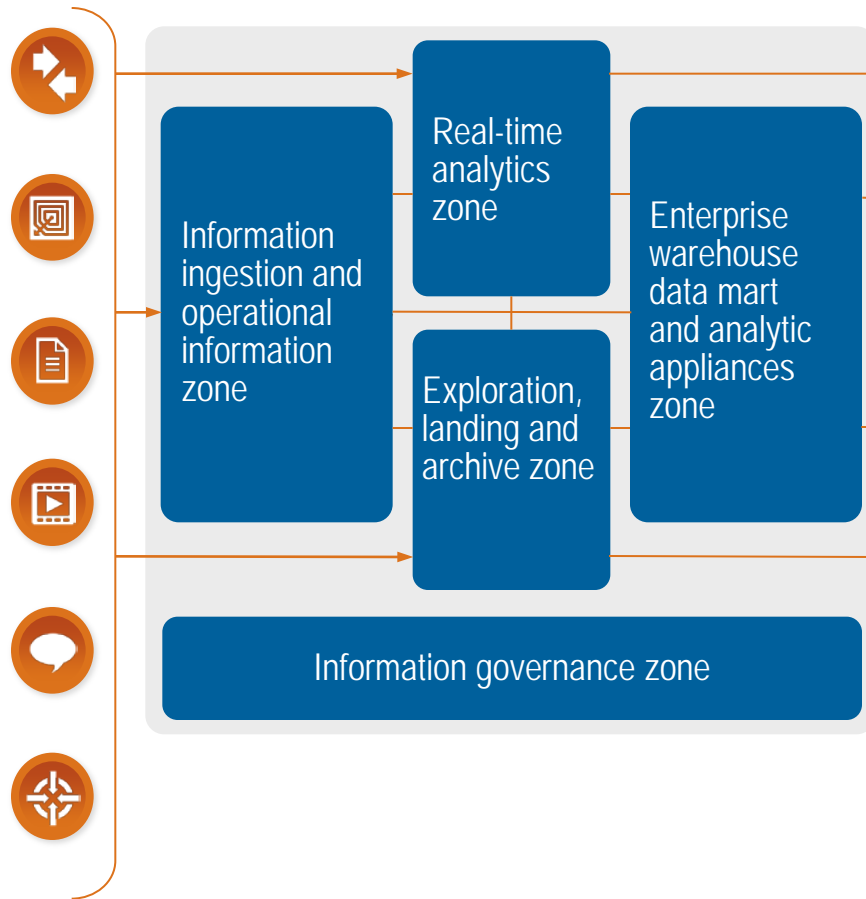 Real-time
analytics
zone
Information
ingestion and
operational
information
zone
Enterprise
warehouse
data mart
and analytic
appliances
zone
Exploration,
landing and
archive zone
Information governance zone